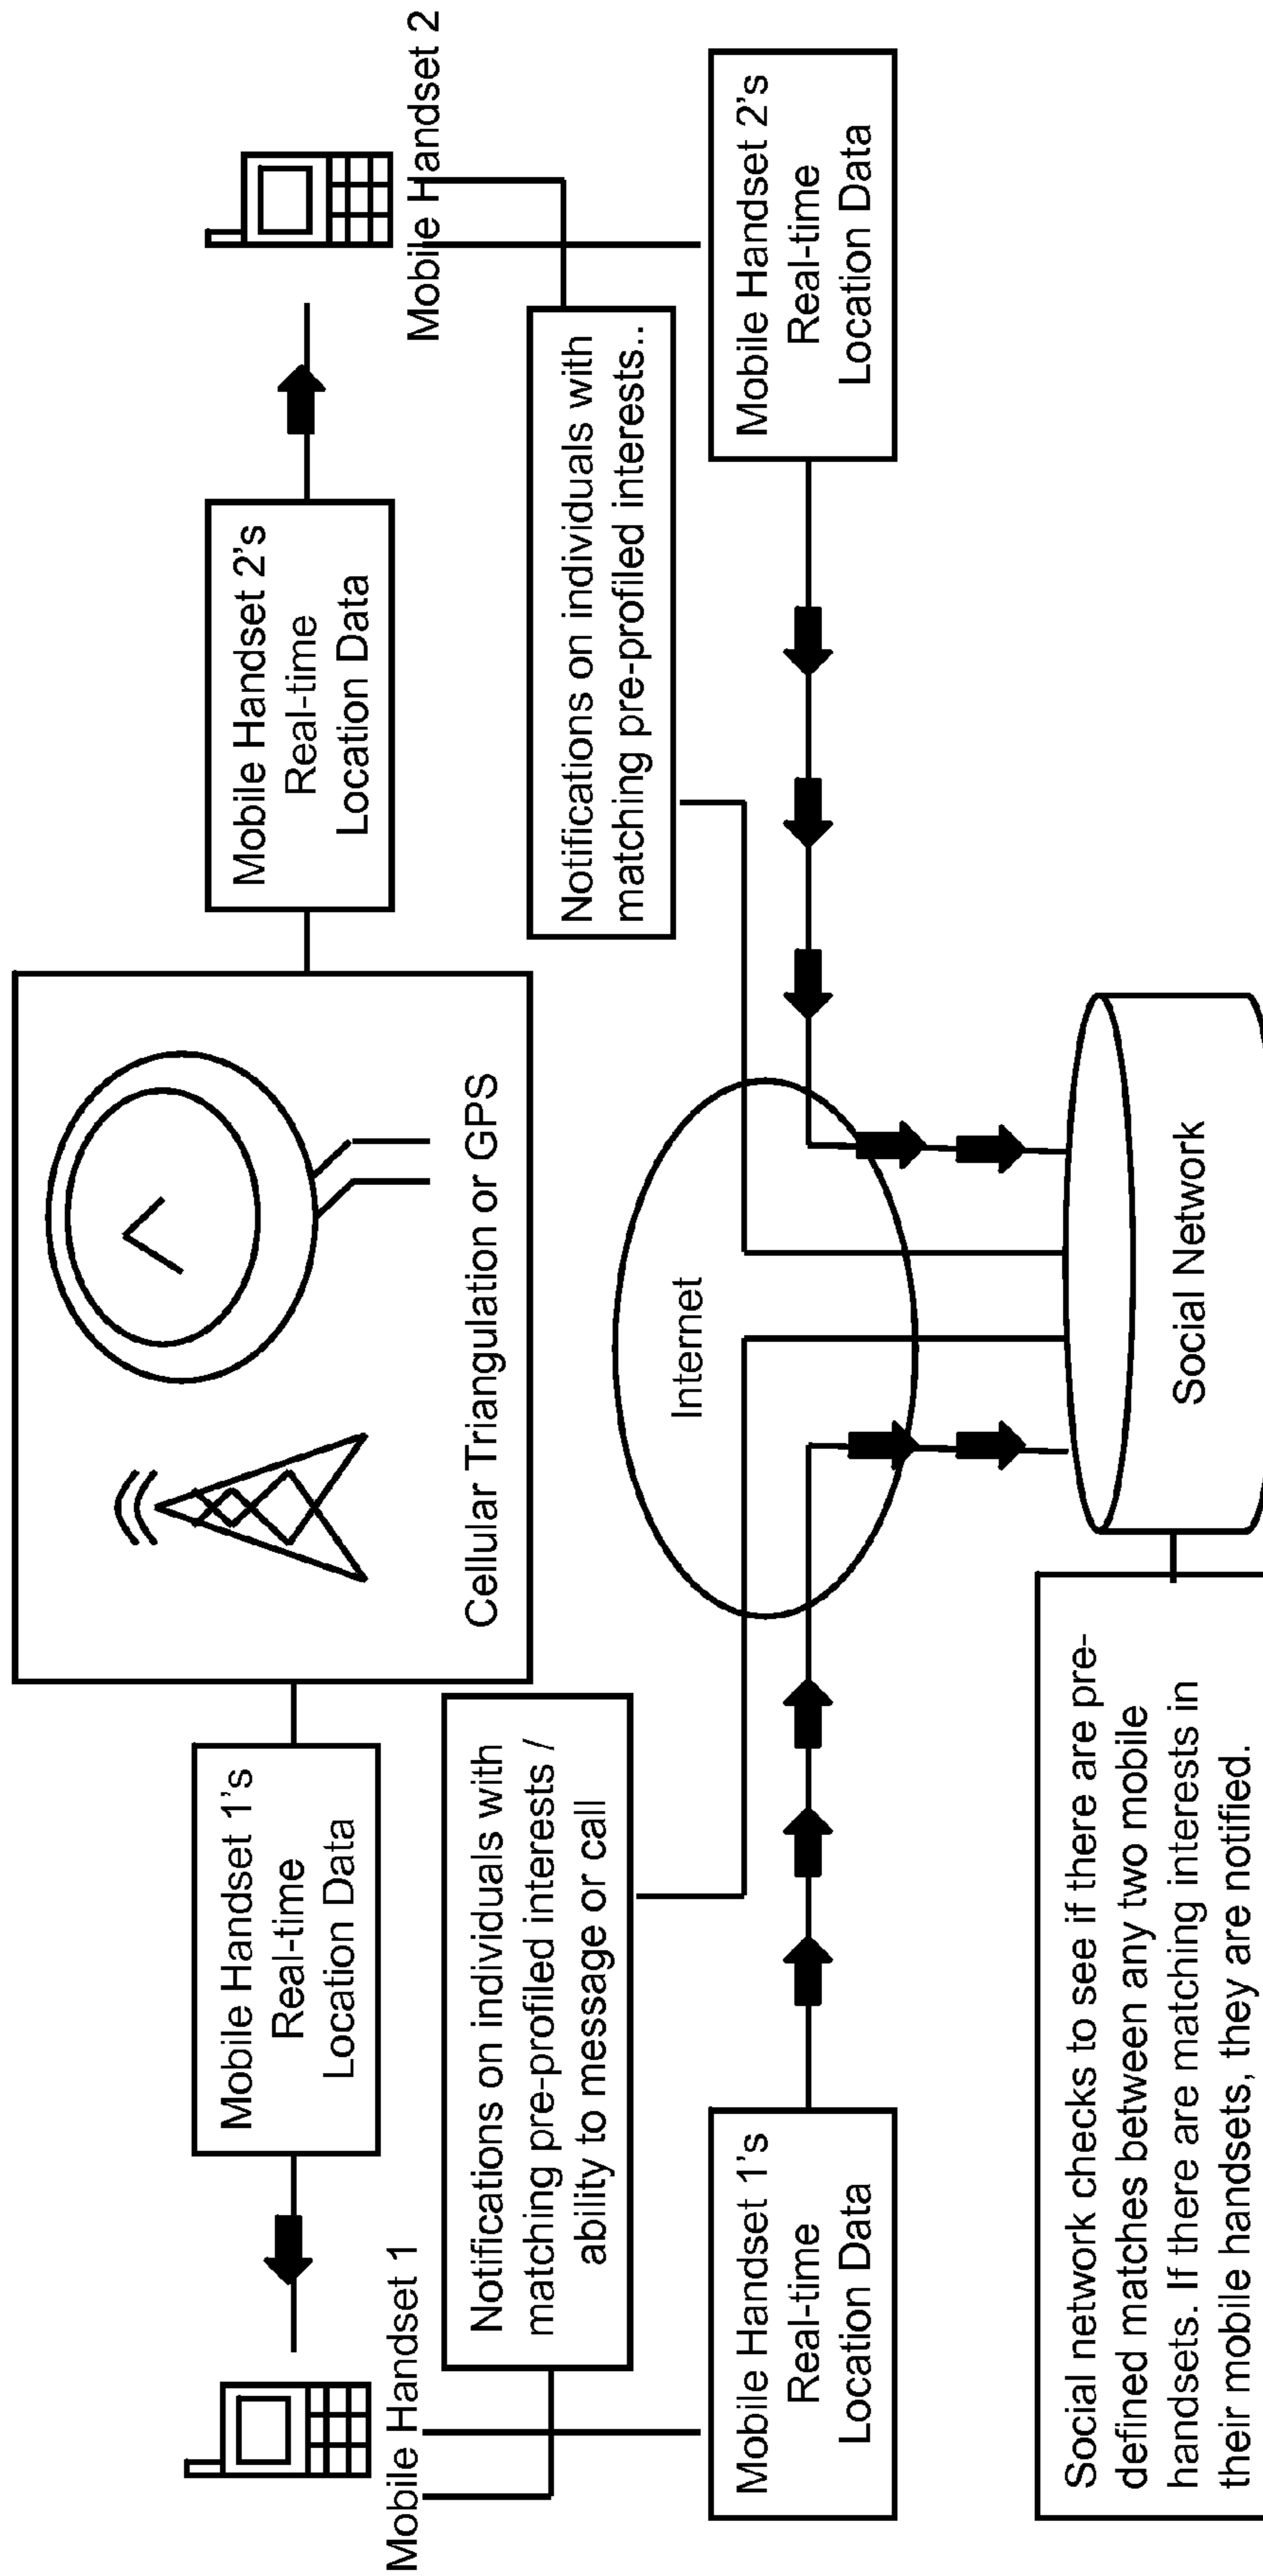 Mobile Handset 1
Mobile Handset 1's
Real-time
Location Data
Cellular Triangulation or GPS
Mobile Handset 2's
Real-time
Location Data
Mobile Handset 2
Notifications on individuals with
matching pre-profiled interests /
ability to message or call
Notifications on individuals with
matching pre-profiled interests..
Internet
Mobile Handset 1's
Real-time
Location Data
Mobile Handset 2's
Real-time
Location Data
Social network checks to see if there are pre-
defined matches between any two mobile
handsets. If there are matching interests in
their mobile handsets, they are notified.
Social Network